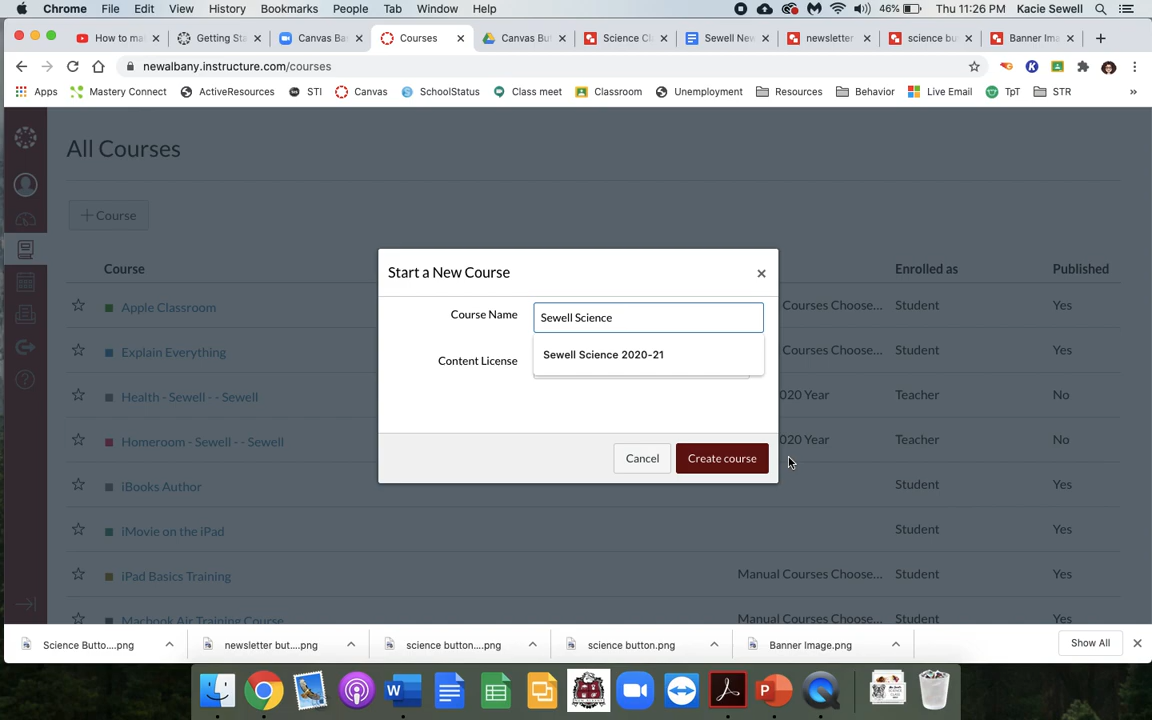 Chrome File Edit View History Bookmarks People Tab Window Help 46% Thu 11:26 PM Kacie Sewell
How to ma Getting Sta Canvas Ba Courses Canvas Bu Science Cl Sewell New newsletter science bu Banner Ima
newalbany.instructure.com/courses
Apps Mastery Connect ActiveResources STI Canvas SchoolStatus Class meet Classroom Unemployment Resources Behavior Live Email TpT STR »
All Courses
+ Course
Course Enrolled as Published
Apple Classroom Courses Choose... Student Yes
Explain Everything Courses Choose... Student Yes
Health - Sewell - - Sewell 020 Year Teacher No
Homeroom - Sewell - - Sewell 020 Year Teacher No
iBooks Author Student Yes
iMovie on the iPad Student Yes
iPad Basics Training Manual Courses Choose... Student Yes
Macbook Air Training Course Manual Courses Choose... Student Yes
Start a New Course
Course Name Sewell Science
Sewell Science 2020-21
Content License
Cancel Create course
Science Butto....png newsletter but....png science button....png science button.png Banner Image.png Show All